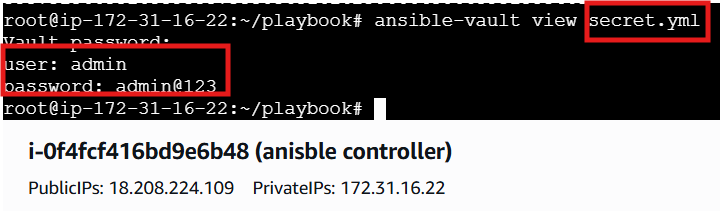 root@ip-172-31-16-22:~/playbook# ansible-vault view secret.yml
Vault password:
user: admin
password: admin@123
root@ip-172-31-16-22:~/playbook#
i-0f4fcf416bd9e6b48 (anisble controller)
PublicIPs: 18.208.224.109 PrivateIPs: 172.31.16.22